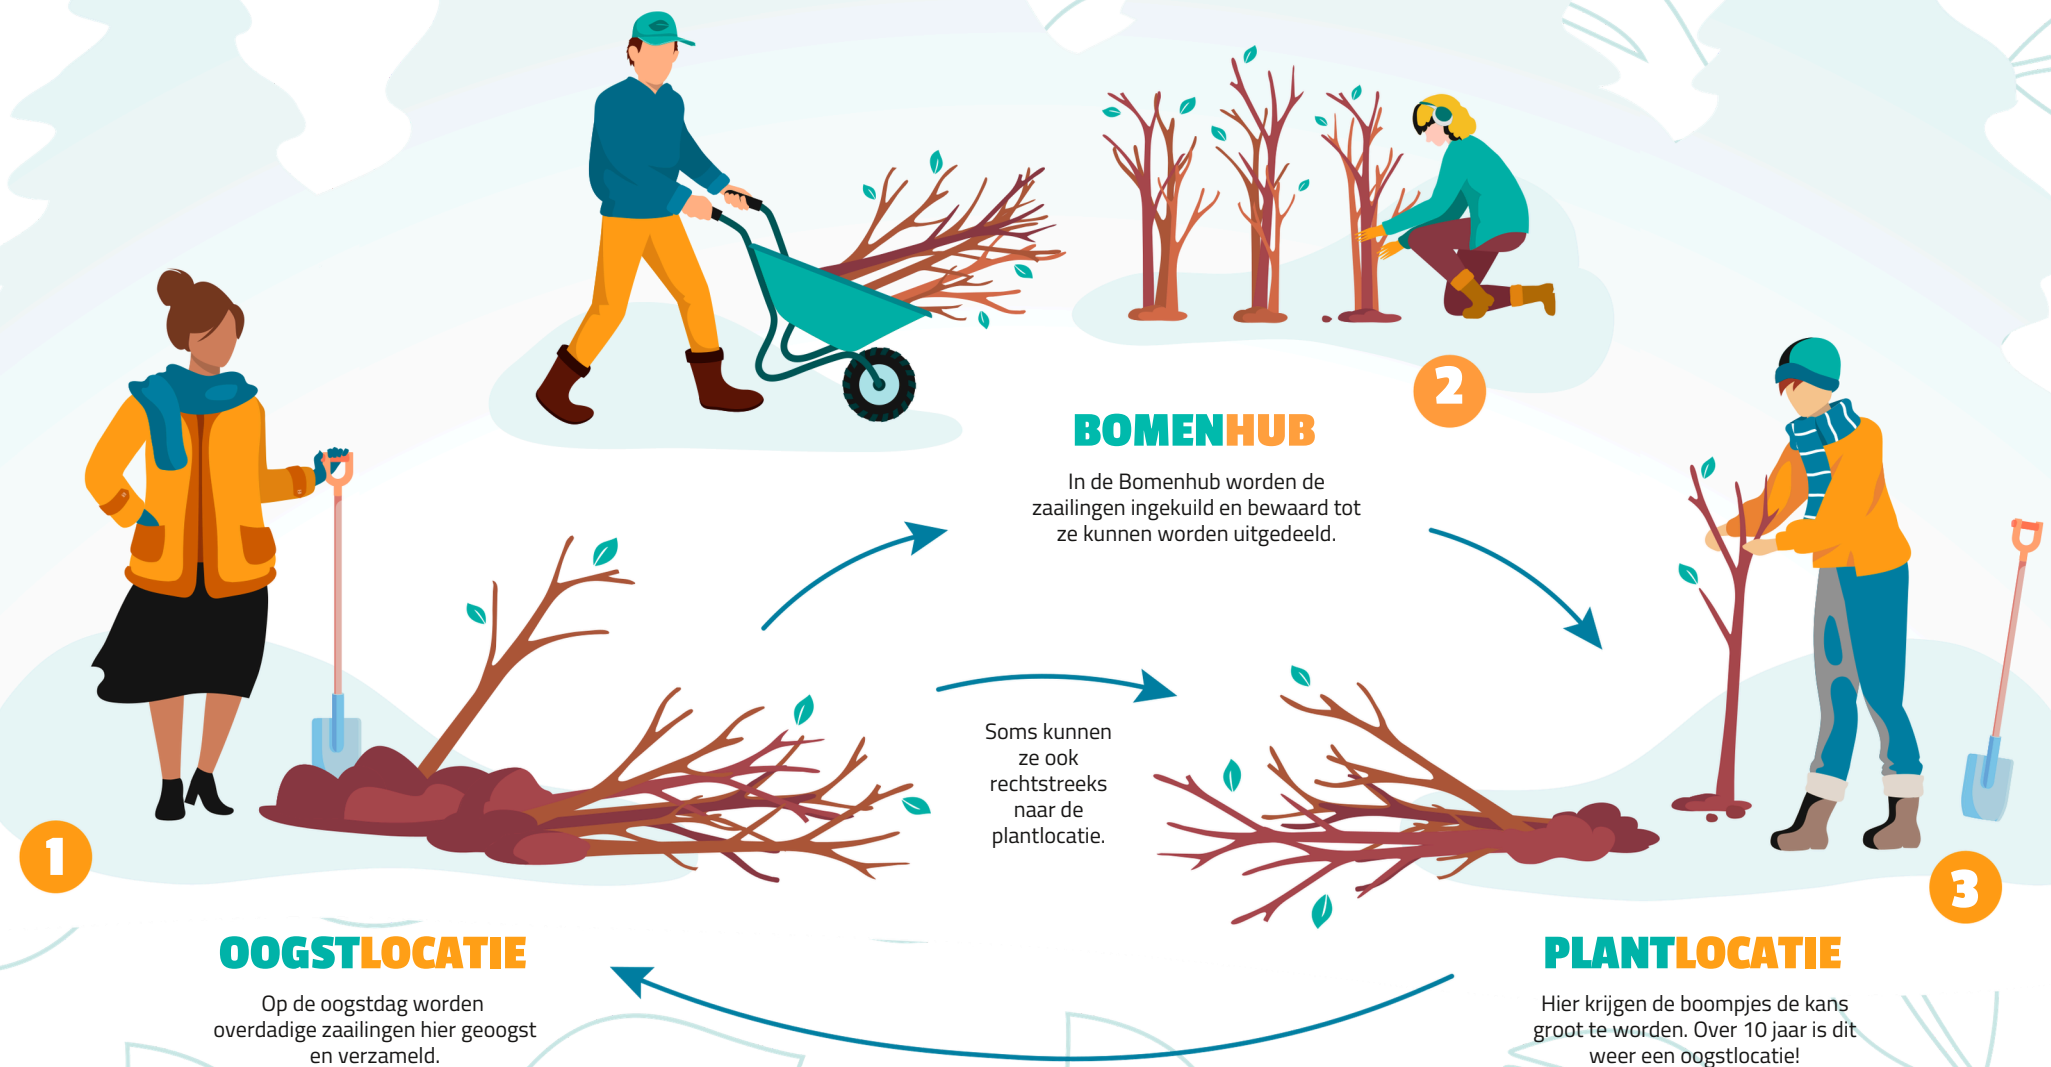 1
OOGSTLOCATIE
Op de oogstdag worden
overdadige zaailingen hier geoogst
en verzameld.
2
BOMENHUB
In de Bomenhub worden de
zaailingen ingekuild en bewaard tot
ze kunnen worden uitgedeeld.
Soms kunnen
ze ook
rechtstreeks
naar de
plantlocatie.
3
PLANTLOCATIE
Hier krijgen de boompjes de kans
groot te worden. Over 10 jaar is dit
weer een oogstlocatie!